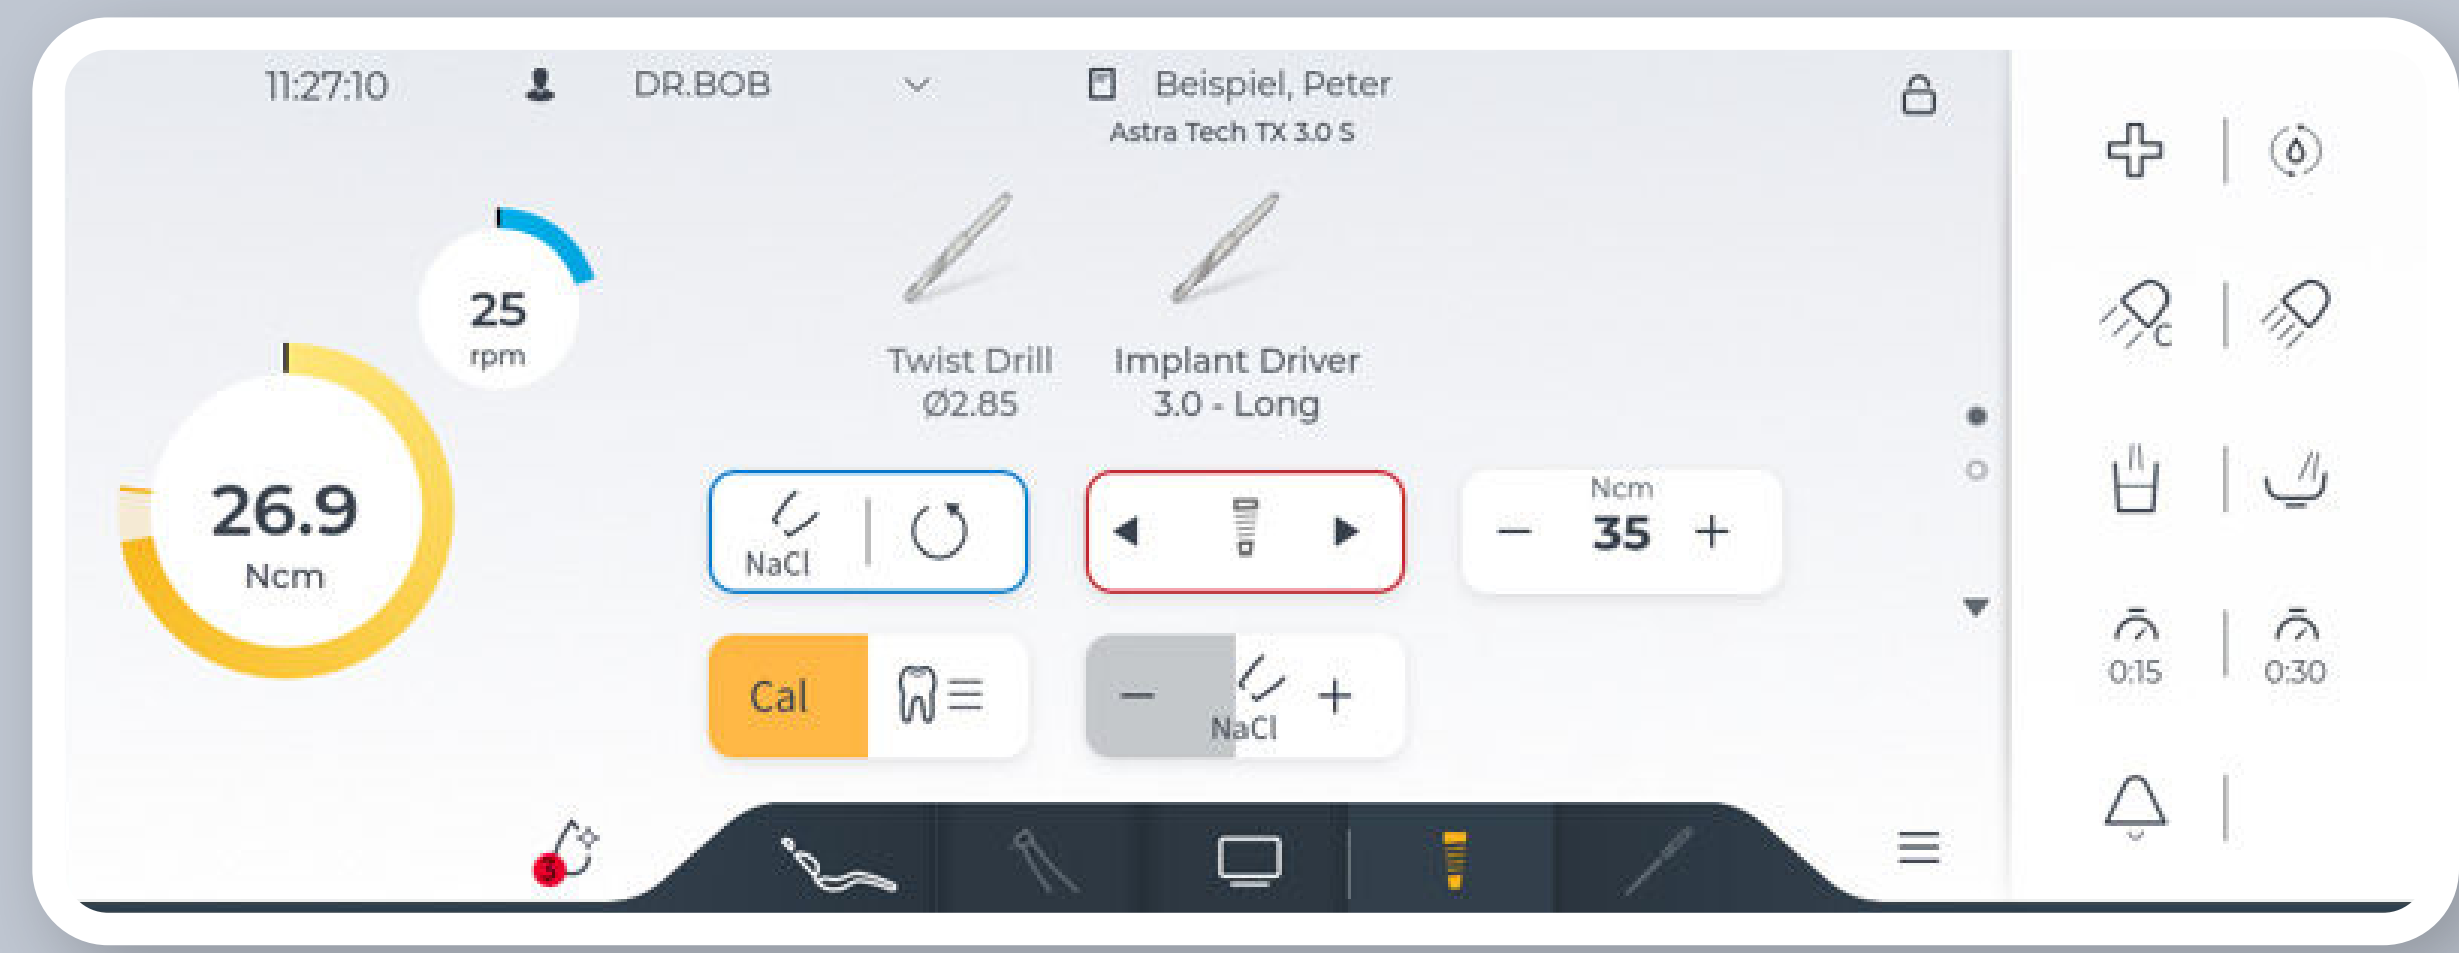 11:27:10
DR.BOB
Beispiel, Peter
Astra Tech TX 3.0 S
25
rpm
26.9
Ncm
Twist Drill
Ø2.85
Implant Driver
3.0 - Long
NaCl
Ncm
35
Cal
NaCl
3
C
0:15
0:30